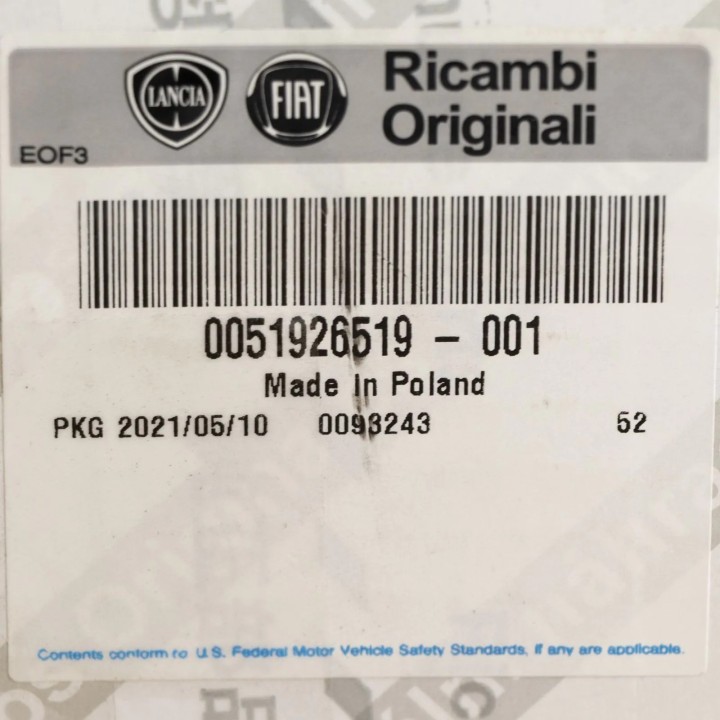 LANCIA FIAT Ricambi
Originali
EOF3
0051926519 - 001
Made in Poland
PKG 2021/05/10 0093243 52
Contents conform to U.S. Federal Motor Vehicle Safety Standards, if any are applicable.